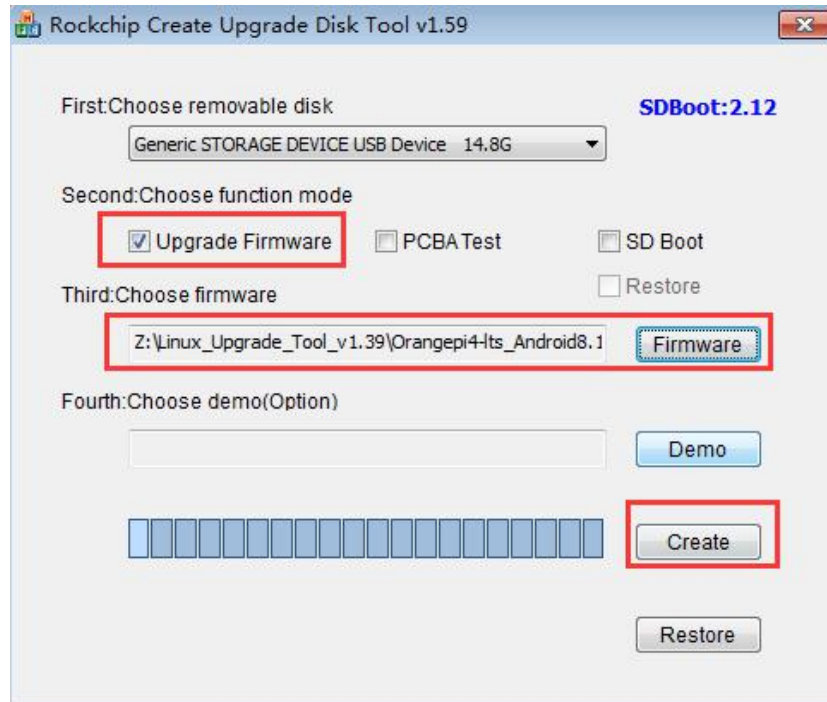 Rockchip Create Upgrade Disk Tool v1.59
First:Choose removable disk
SDBoot:2.12
Generic STORAGE DEVICE USB Device 14.8G
Second:Choose function mode
Upgrade Firmware PCBA Test SD Boot
Restore
Third:Choose firmware
Z:\Linux_Upgrade_Tool_v1.39\Orangepi4-lts_Android8.1 Firmware
Fourth:Choose demo(Option)
Demo
Create
Restore